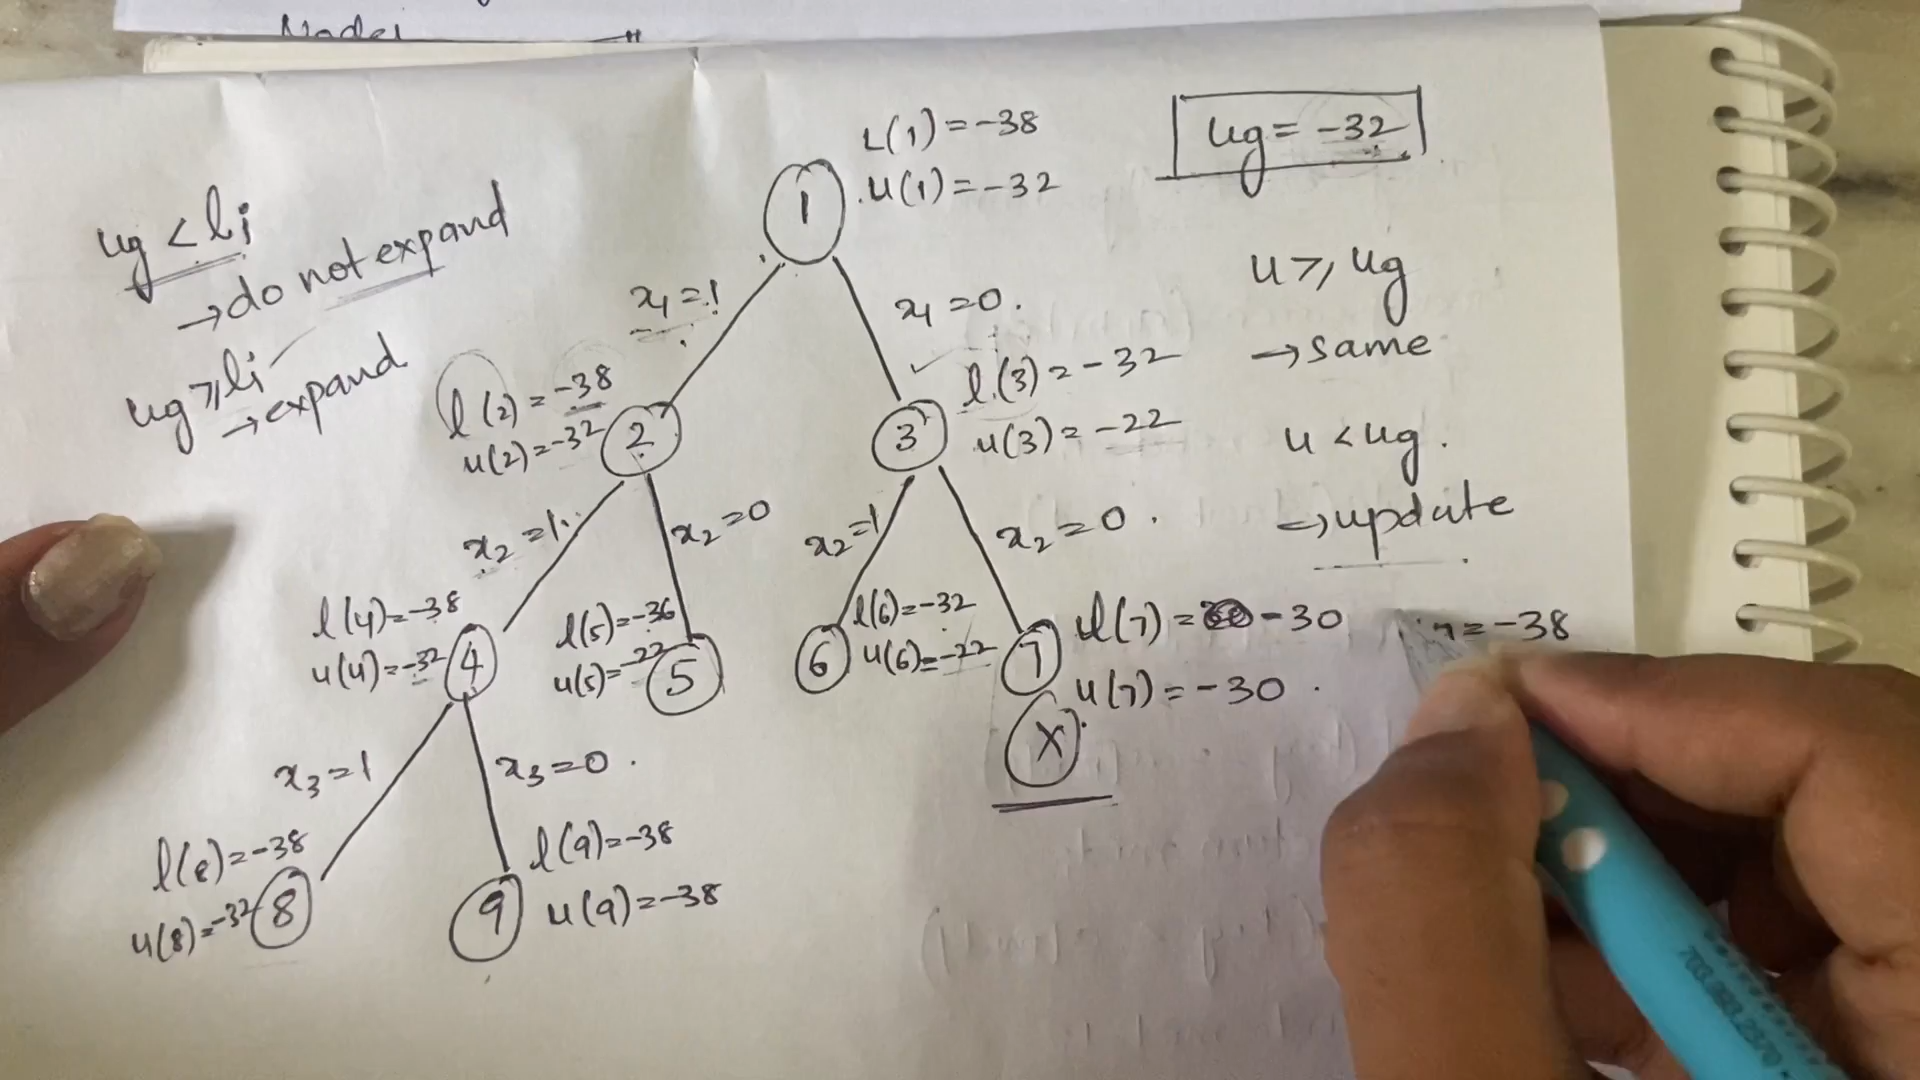 Nodes
L(1) = -38
u(1) = -32
1
ug = -32
ug < li
→ do not expand
ug ⩾ li
→ expand
u ⩾ ug
→ same
u < ug.
→ update
x₁ = 1
x₁ = 0.
l(2) = -38
u(2) = -32
2
3
l(3) = -32
u(3) = -22
x₂ = 1
x₂ = 0
x₂ = 1
x₂ = 0.
l(4) = -38
u(4) = -32
4
l(5) = -36
u(5) = -22
5
6
l(6) = -32
u(6) = -22
7
l(7) = -30
u(7) = -30.
= -38
X
x₃ = 1
x₃ = 0.
l(8) = -38
u(8) = -32
8
9
l(9) = -38
u(9) = -38